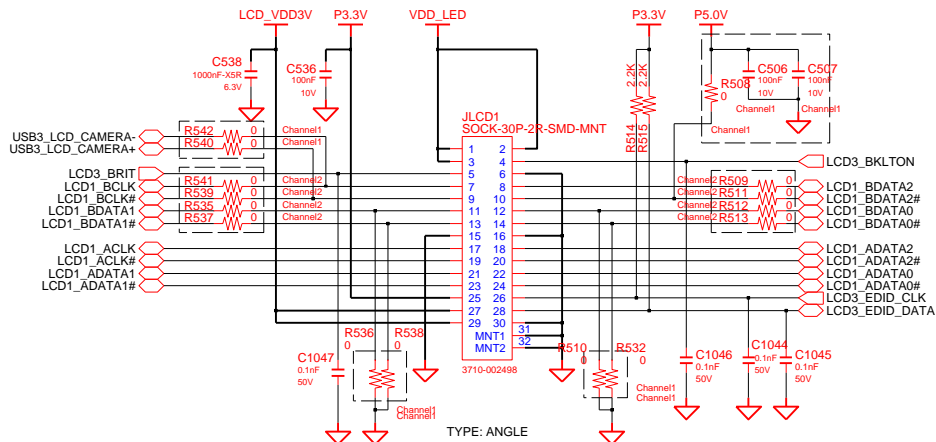 LCD_VDD3V
P3.3V
VDD_LED
P3.3V
P5.0V
C538
1000nF-X5R
6.3V
C536
100nF
10V
2.2K
2.2K
R514
R515
R508
0
C506
100nF
10V
C507
100nF
10V
Channel1
JLCD1
SOCK-30P-2R-SMD-MNT
USB3_LCD_CAMERA-
R542
0
Channel1
USB3_LCD_CAMERA+
R540
0
Channel1
1
2
3
4
LCD3_BKLTON
LCD3_BRIT
5
6
LCD1_BCLK
R541
0
Channel2
7
8
Channel2
R509
0
LCD1_BDATA2
LCD1_BCLK#
R539
0
Channel2
9
10
Channel2
R511
0
LCD1_BDATA2#
LCD1_BDATA1
R535
0
Channel2
11
12
Channel2
R512
0
LCD1_BDATA0
LCD1_BDATA1#
R537
0
Channel2
13
14
Channel2
R513
0
LCD1_BDATA0#
15
16
LCD1_ACLK
17
18
LCD1_ADATA2
LCD1_ACLK#
19
20
LCD1_ADATA2#
LCD1_ADATA1
21
22
LCD1_ADATA0
LCD1_ADATA1#
23
24
LCD1_ADATA0#
25
26
LCD3_EDID_CLK
27
28
LCD3_EDID_DATA
29
30
MNT1
31
MNT2
32
3710-002498
C1047
0.1nF
50V
R536
0
R538
0
Channel1
Channel1
R510
0
R532
0
Channel1
Channel1
C1046
0.1nF
50V
C1044
0.1nF
50V
C1045
0.1nF
50V
TYPE: ANGLE